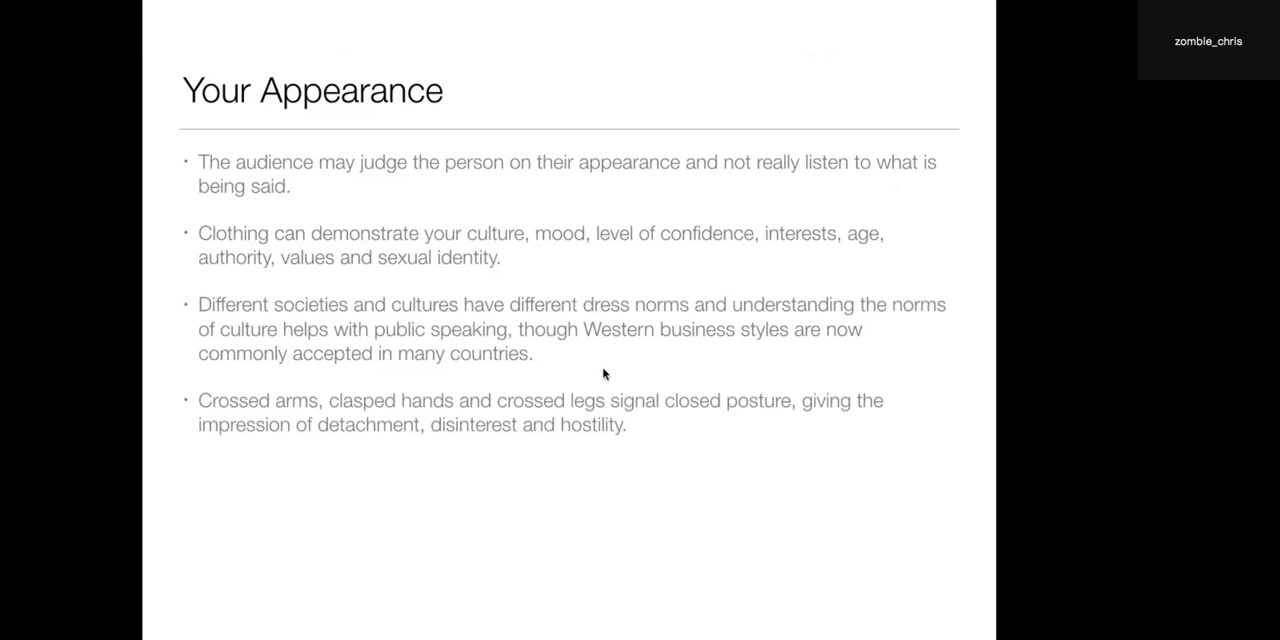 zombie_chris
Your Appearance
• The audience may judge the person on their appearance and not really listen to what is
being said.
• Clothing can demonstrate your culture, mood, level of confidence, interests, age,
authority, values and sexual identity.
• Different societies and cultures have different dress norms and understanding the norms
of culture helps with public speaking, though Western business styles are now
commonly accepted in many countries.
• Crossed arms, clasped hands and crossed legs signal closed posture, giving the
impression of detachment, disinterest and hostility.